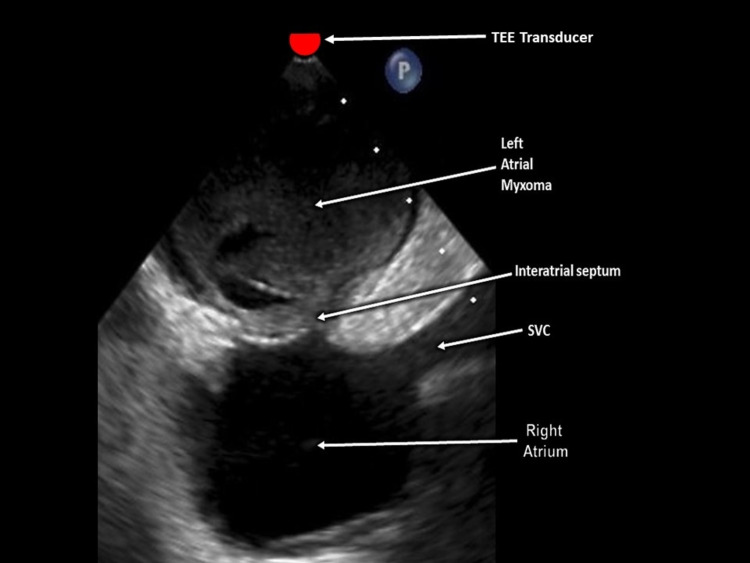 TEE Transducer
P
Left
Atrial
Myxoma
Interatrial septum
SVC
Right
Atrium